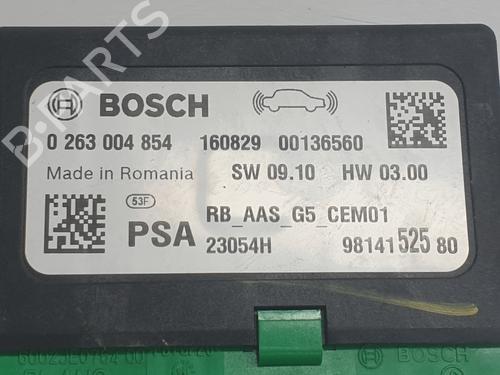 B-PARTS
BOSCH
0 263 004 854 160829 00136560
Made in Romania SW 09.10 HW 03.00
53F
RB_AAS_G5_CEM01
PSA 23054H 98141 525 80
BOSCH